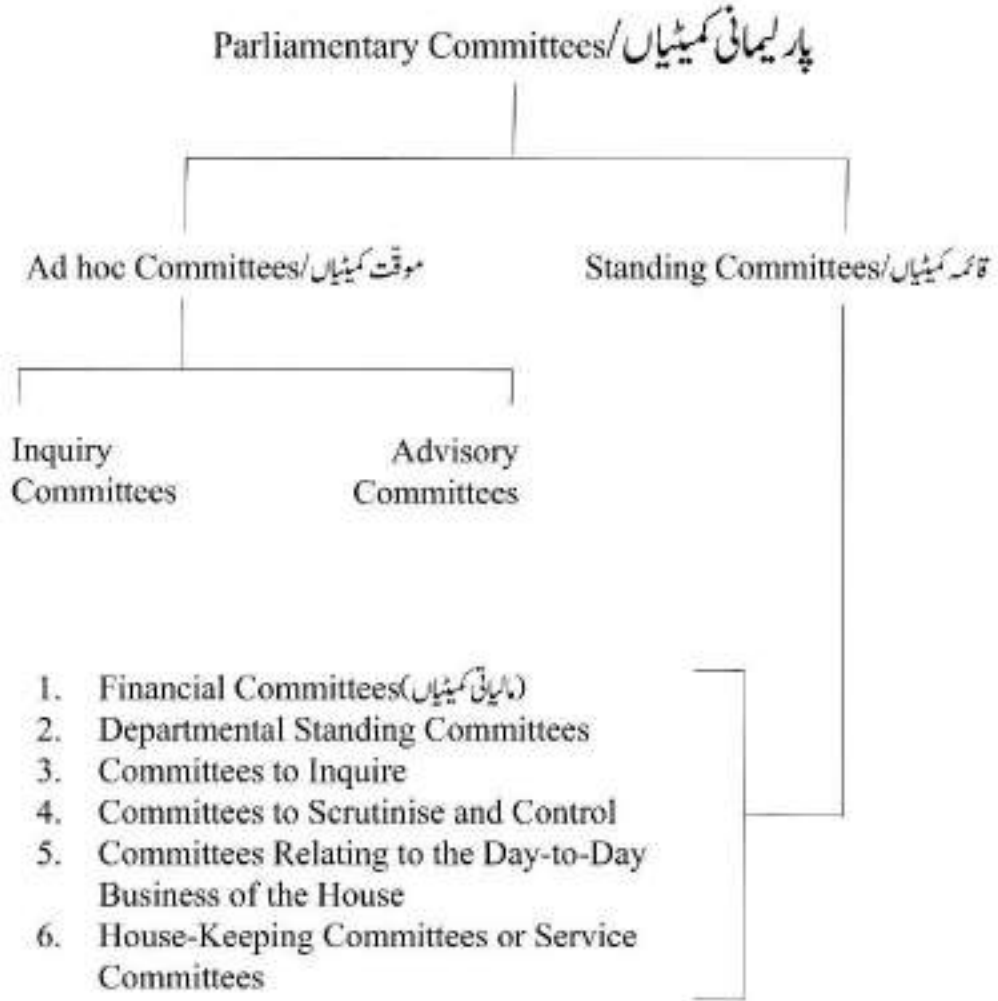 Parliamentary Committees/پارلیمانی کمیٹیاں
Ad hoc Committees/موقت کمیٹیاں
Standing Committees/قائمہ کمیٹیاں
Inquiry
Committees
Advisory
Committees
1. Financial Committees(مالیاتی کمیٹیاں)
2. Departmental Standing Committees
3. Committees to Inquire
4. Committees to Scrutinise and Control
5. Committees Relating to the Day-to-Day
Business of the House
6. House-Keeping Committees or Service
Committees